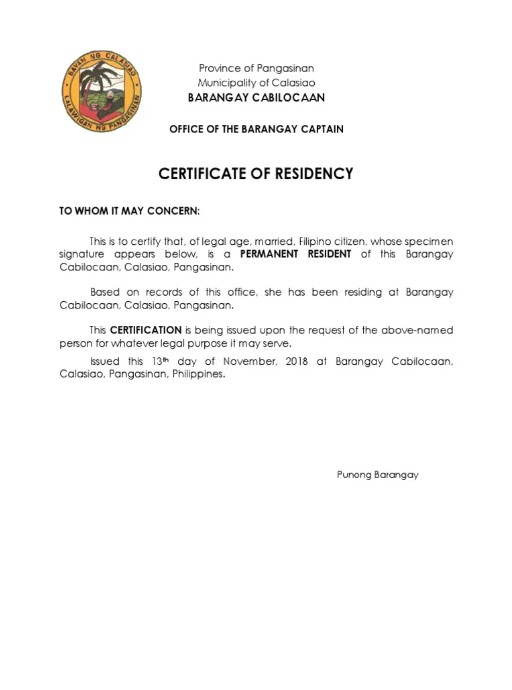 BAYAN NG CALASIAO
LALAWIGAN NG PANGASINAN
Province of Pangasinan
Municipality of Calasiao
BARANGAY CABILOCAAN
OFFICE OF THE BARANGAY CAPTAIN
CERTIFICATE OF RESIDENCY
TO WHOM IT MAY CONCERN:
This is to certify that, of legal age, married, Filipino citizen, whose specimen
signature appears below, is a PERMANENT RESIDENT of this Barangay
Cabilocaan, Calasiao, Pangasinan.
Based on records of this office, she has been residing at Barangay
Cabilocaan, Calasiao, Pangasinan.
This CERTIFICATION is being issued upon the request of the above-named
person for whatever legal purpose it may serve.
Issued this 13th day of November, 2018 at Barangay Cabilocaan,
Calasiao, Pangasinan, Philippines.
Punong Barangay